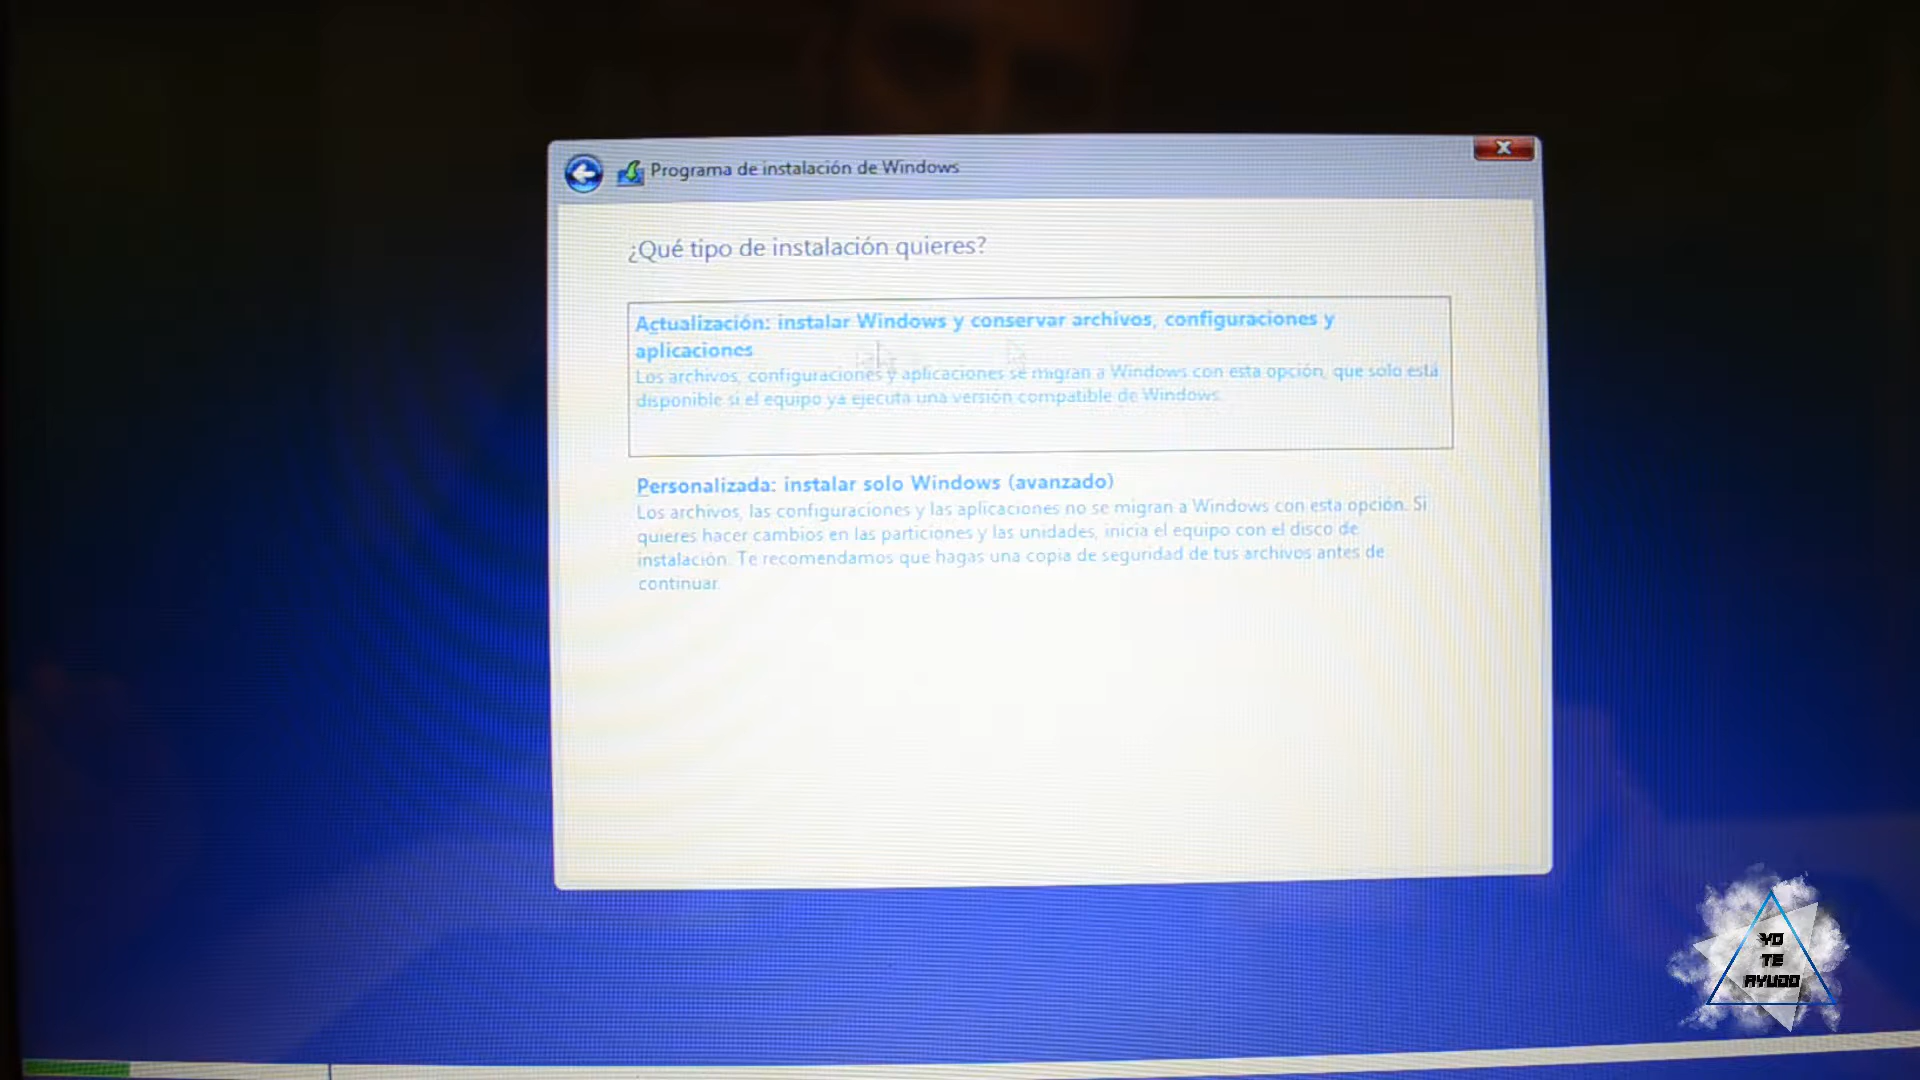 Programa de instalación de Windows
¿Qué tipo de instalación quieres?
Actualización: instalar Windows y conservar archivos, configuraciones y
aplicaciones
Los archivos, configuraciones y aplicaciones se migran a Windows con esta opción, que solo está
disponible si el equipo ya ejecuta una versión compatible de Windows.
Personalizada: instalar solo Windows (avanzado)
Los archivos, las configuraciones y las aplicaciones no se migran a Windows con esta opción. Si
quieres hacer cambios en las particiones y las unidades, inicia el equipo con el disco de
instalación. Te recomendamos que hagas una copia de seguridad de tus archivos antes de
continuar.
YO
TE
AYUDO